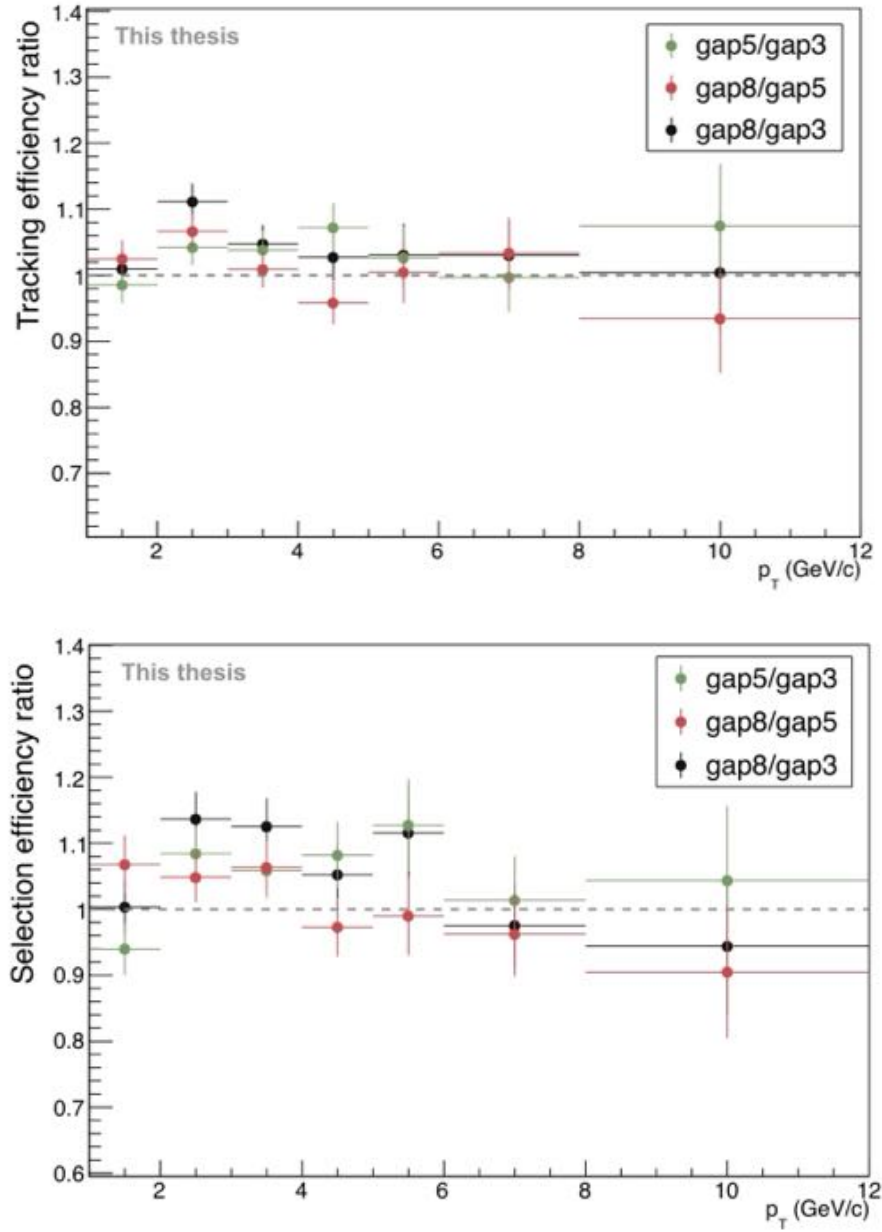 This thesis
gap5/gap3
gap8/gap5
gap8/gap3
Tracking efficiency ratio
1.4
1.3
1.2
1.1
1
0.9
0.8
0.7
2
4
6
8
10
12
p_T (GeV/c)
This thesis
gap5/gap3
gap8/gap5
gap8/gap3
Selection efficiency ratio
1.4
1.3
1.2
1.1
1
0.9
0.8
0.7
0.6
2
4
6
8
10
12
p_T (GeV/c)